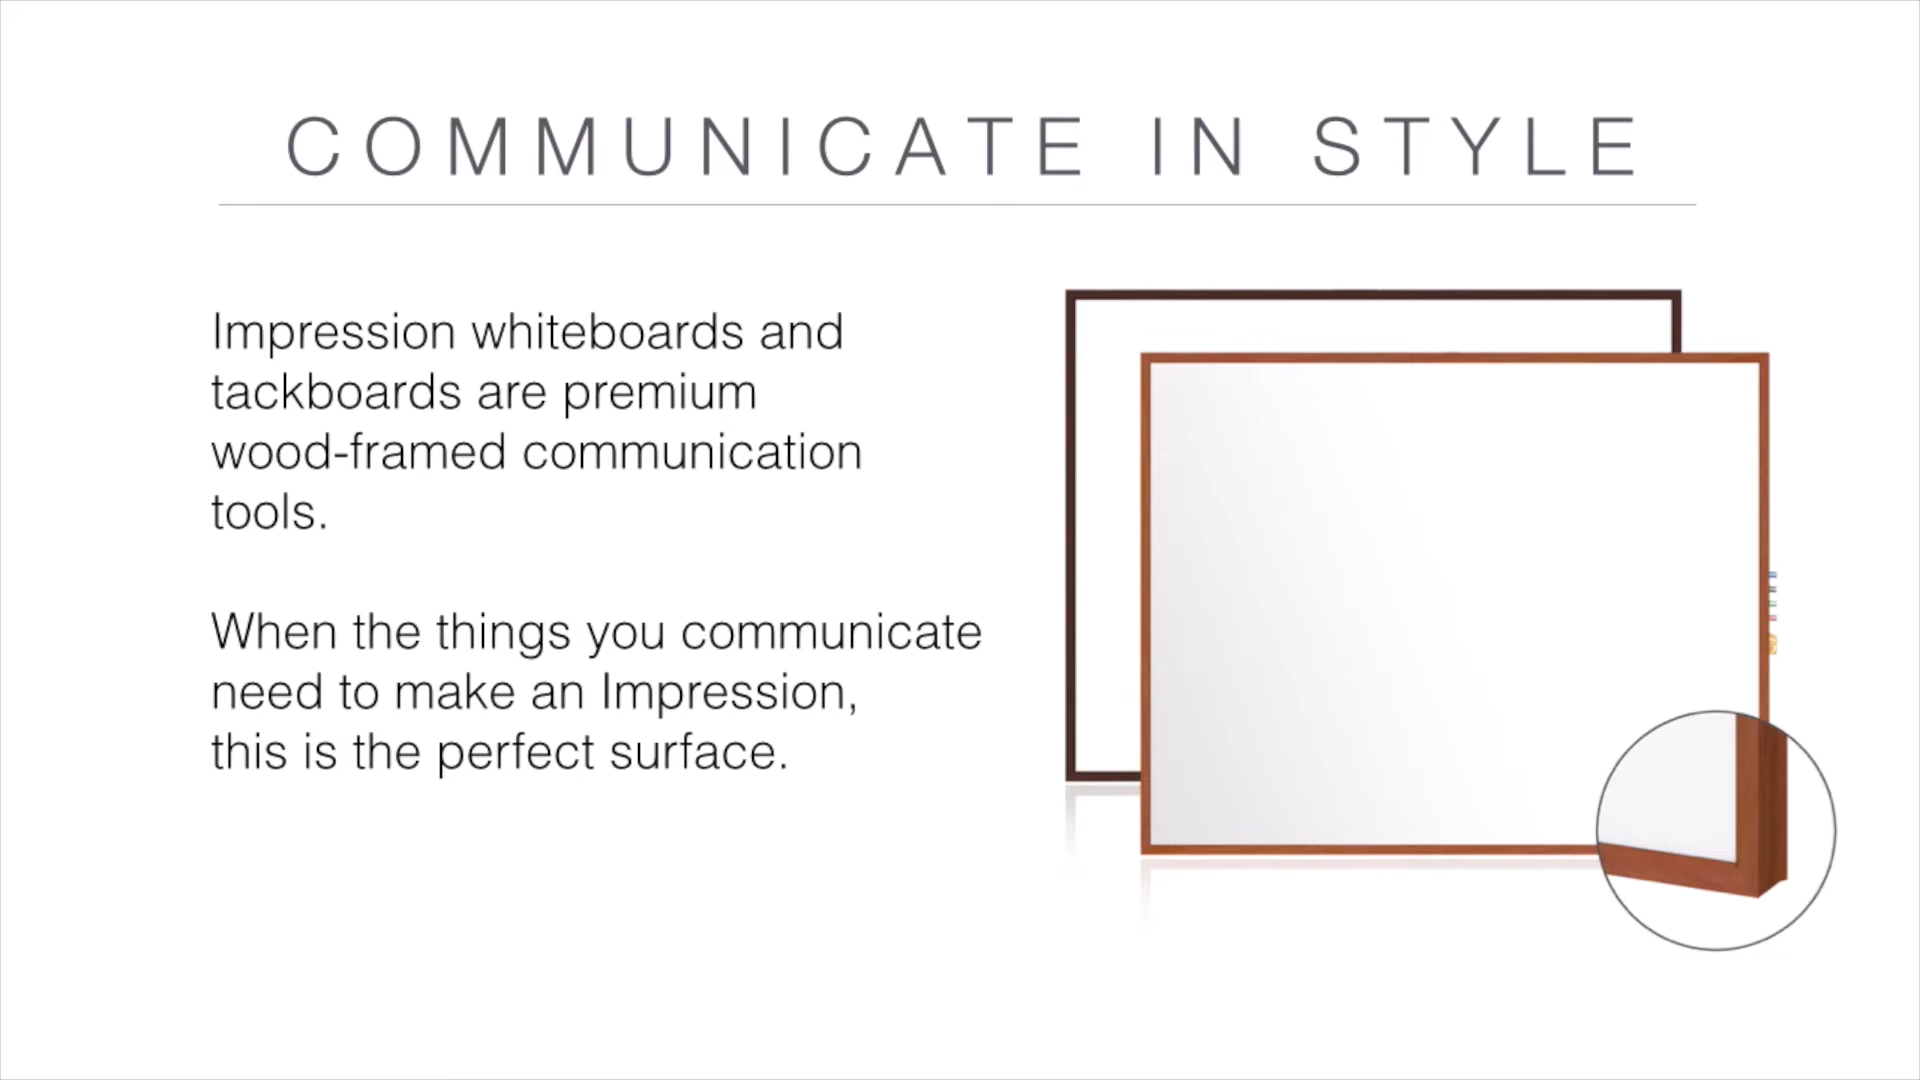 COMMUNICATE IN STYLE
Impression whiteboards and
tackboards are premium
wood-framed communication
tools.
When the things you communicate
need to make an Impression,
this is the perfect surface.